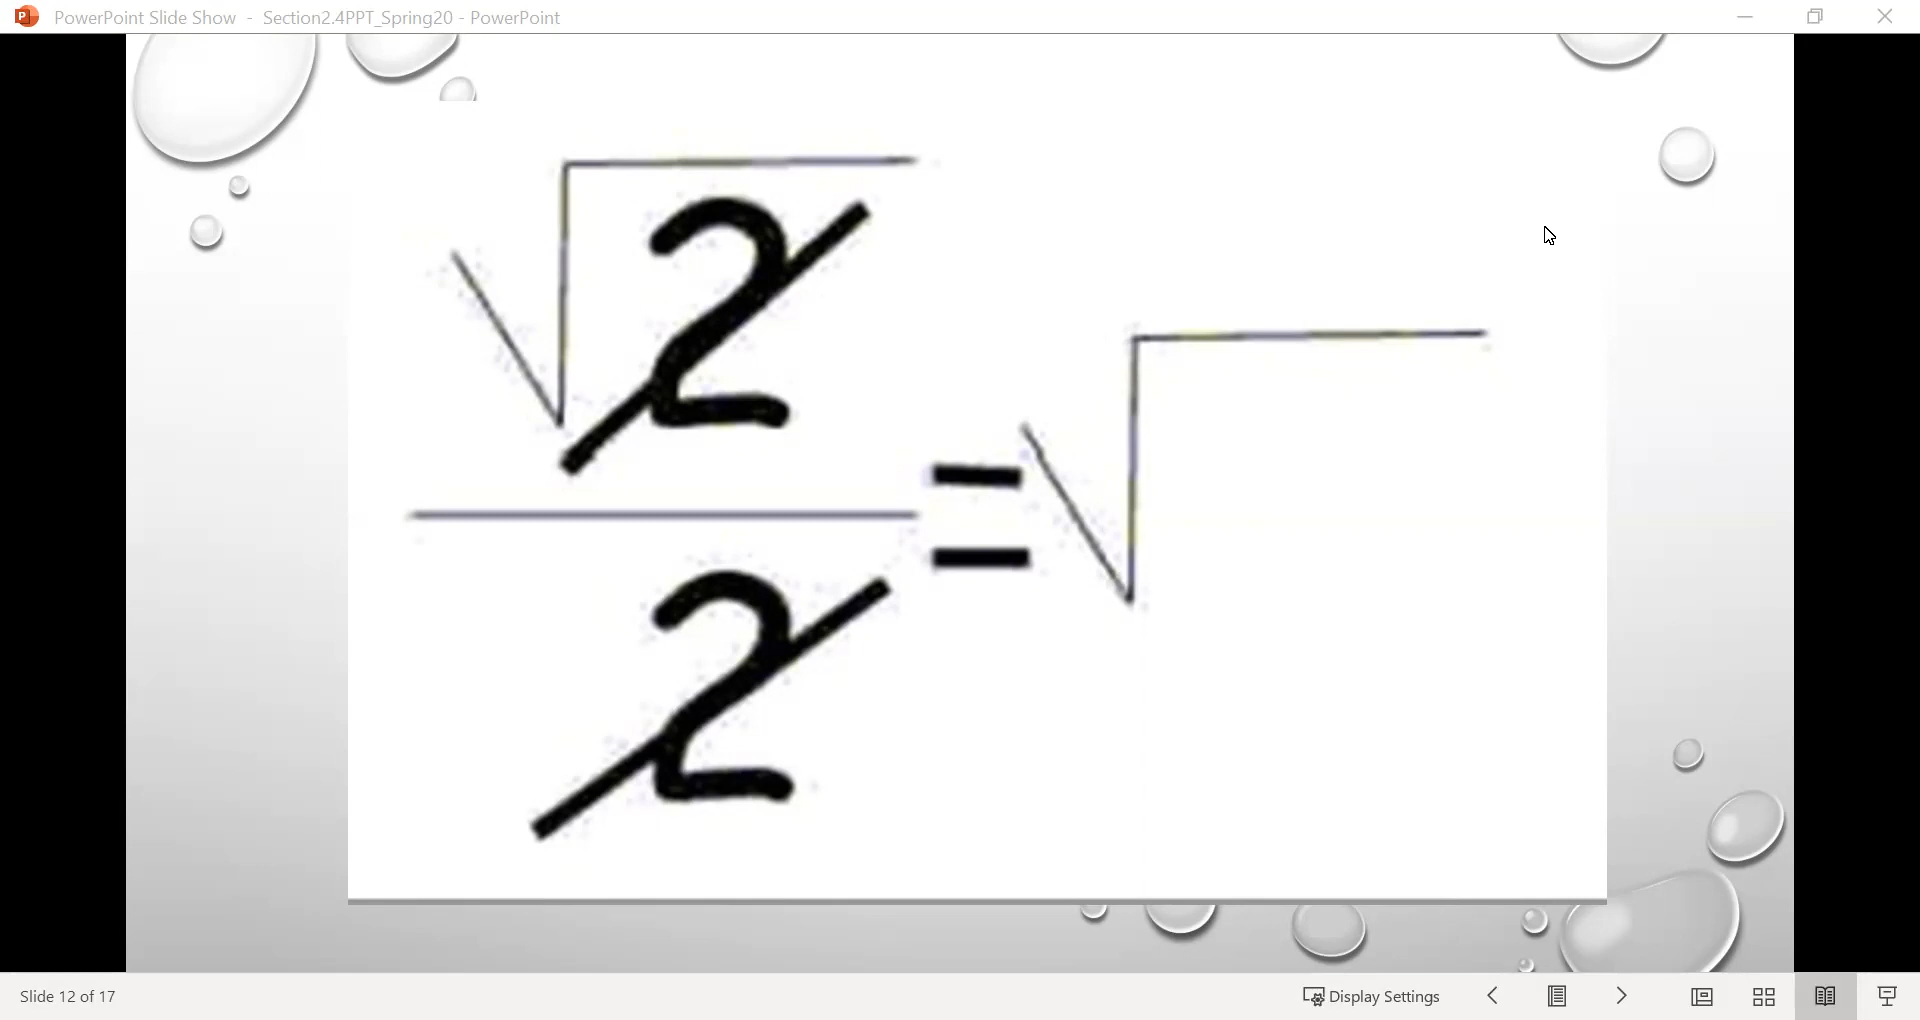 PowerPoint Slide Show - Section2.4PPT_Spring20 - PowerPoint
√2
2
= √
Slide 12 of 17
Display Settings